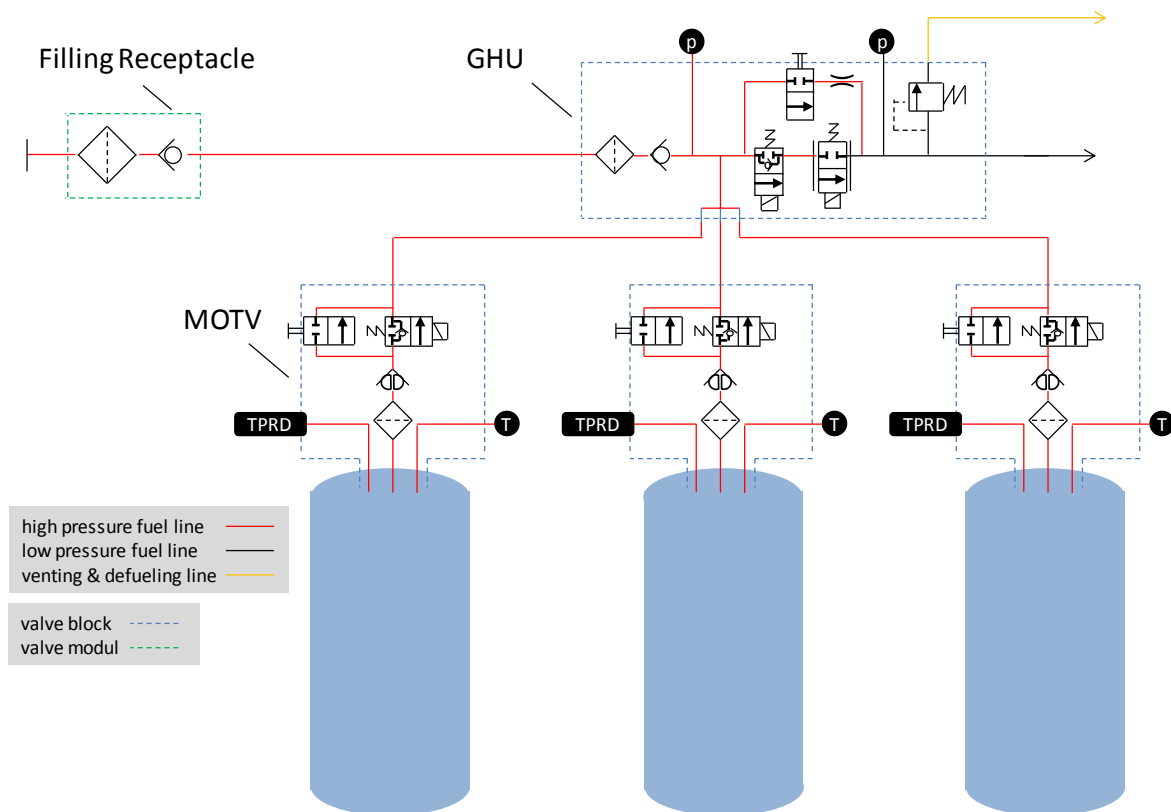 Filling Receptacle
GHU
p
p
MOTV
TPRD
T
TPRD
T
TPRD
T
high pressure fuel line
low pressure fuel line
venting & defueling line
valve block
valve modul